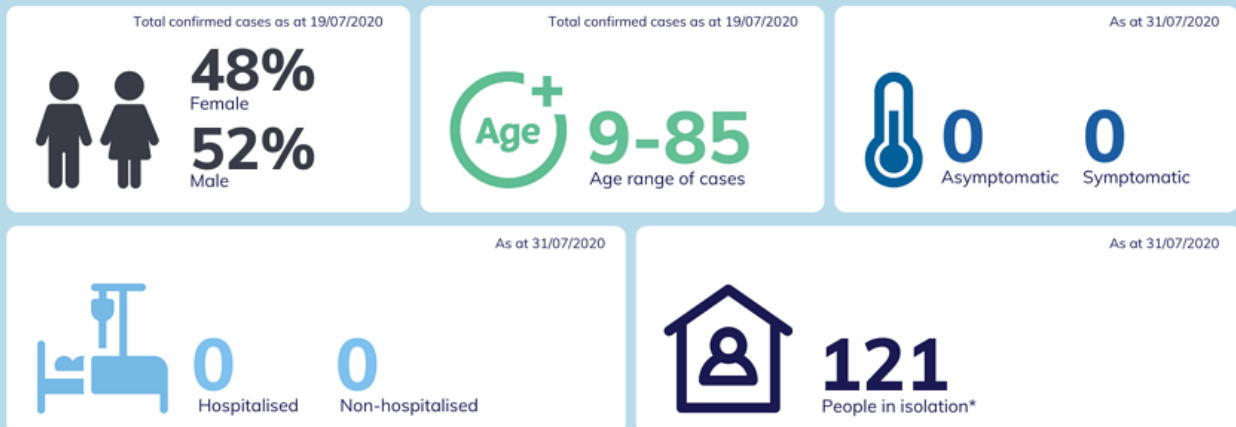 Total confirmed cases as at 19/07/2020
48%
Female
52%
Male
Total confirmed cases as at 19/07/2020
Age
9-85
Age range of cases
As at 31/07/2020
0 0
Asymptomatic Symptomatic
As at 31/07/2020
0 0
Hospitalised Non-hospitalised
As at 31/07/2020
121
People in isolation*